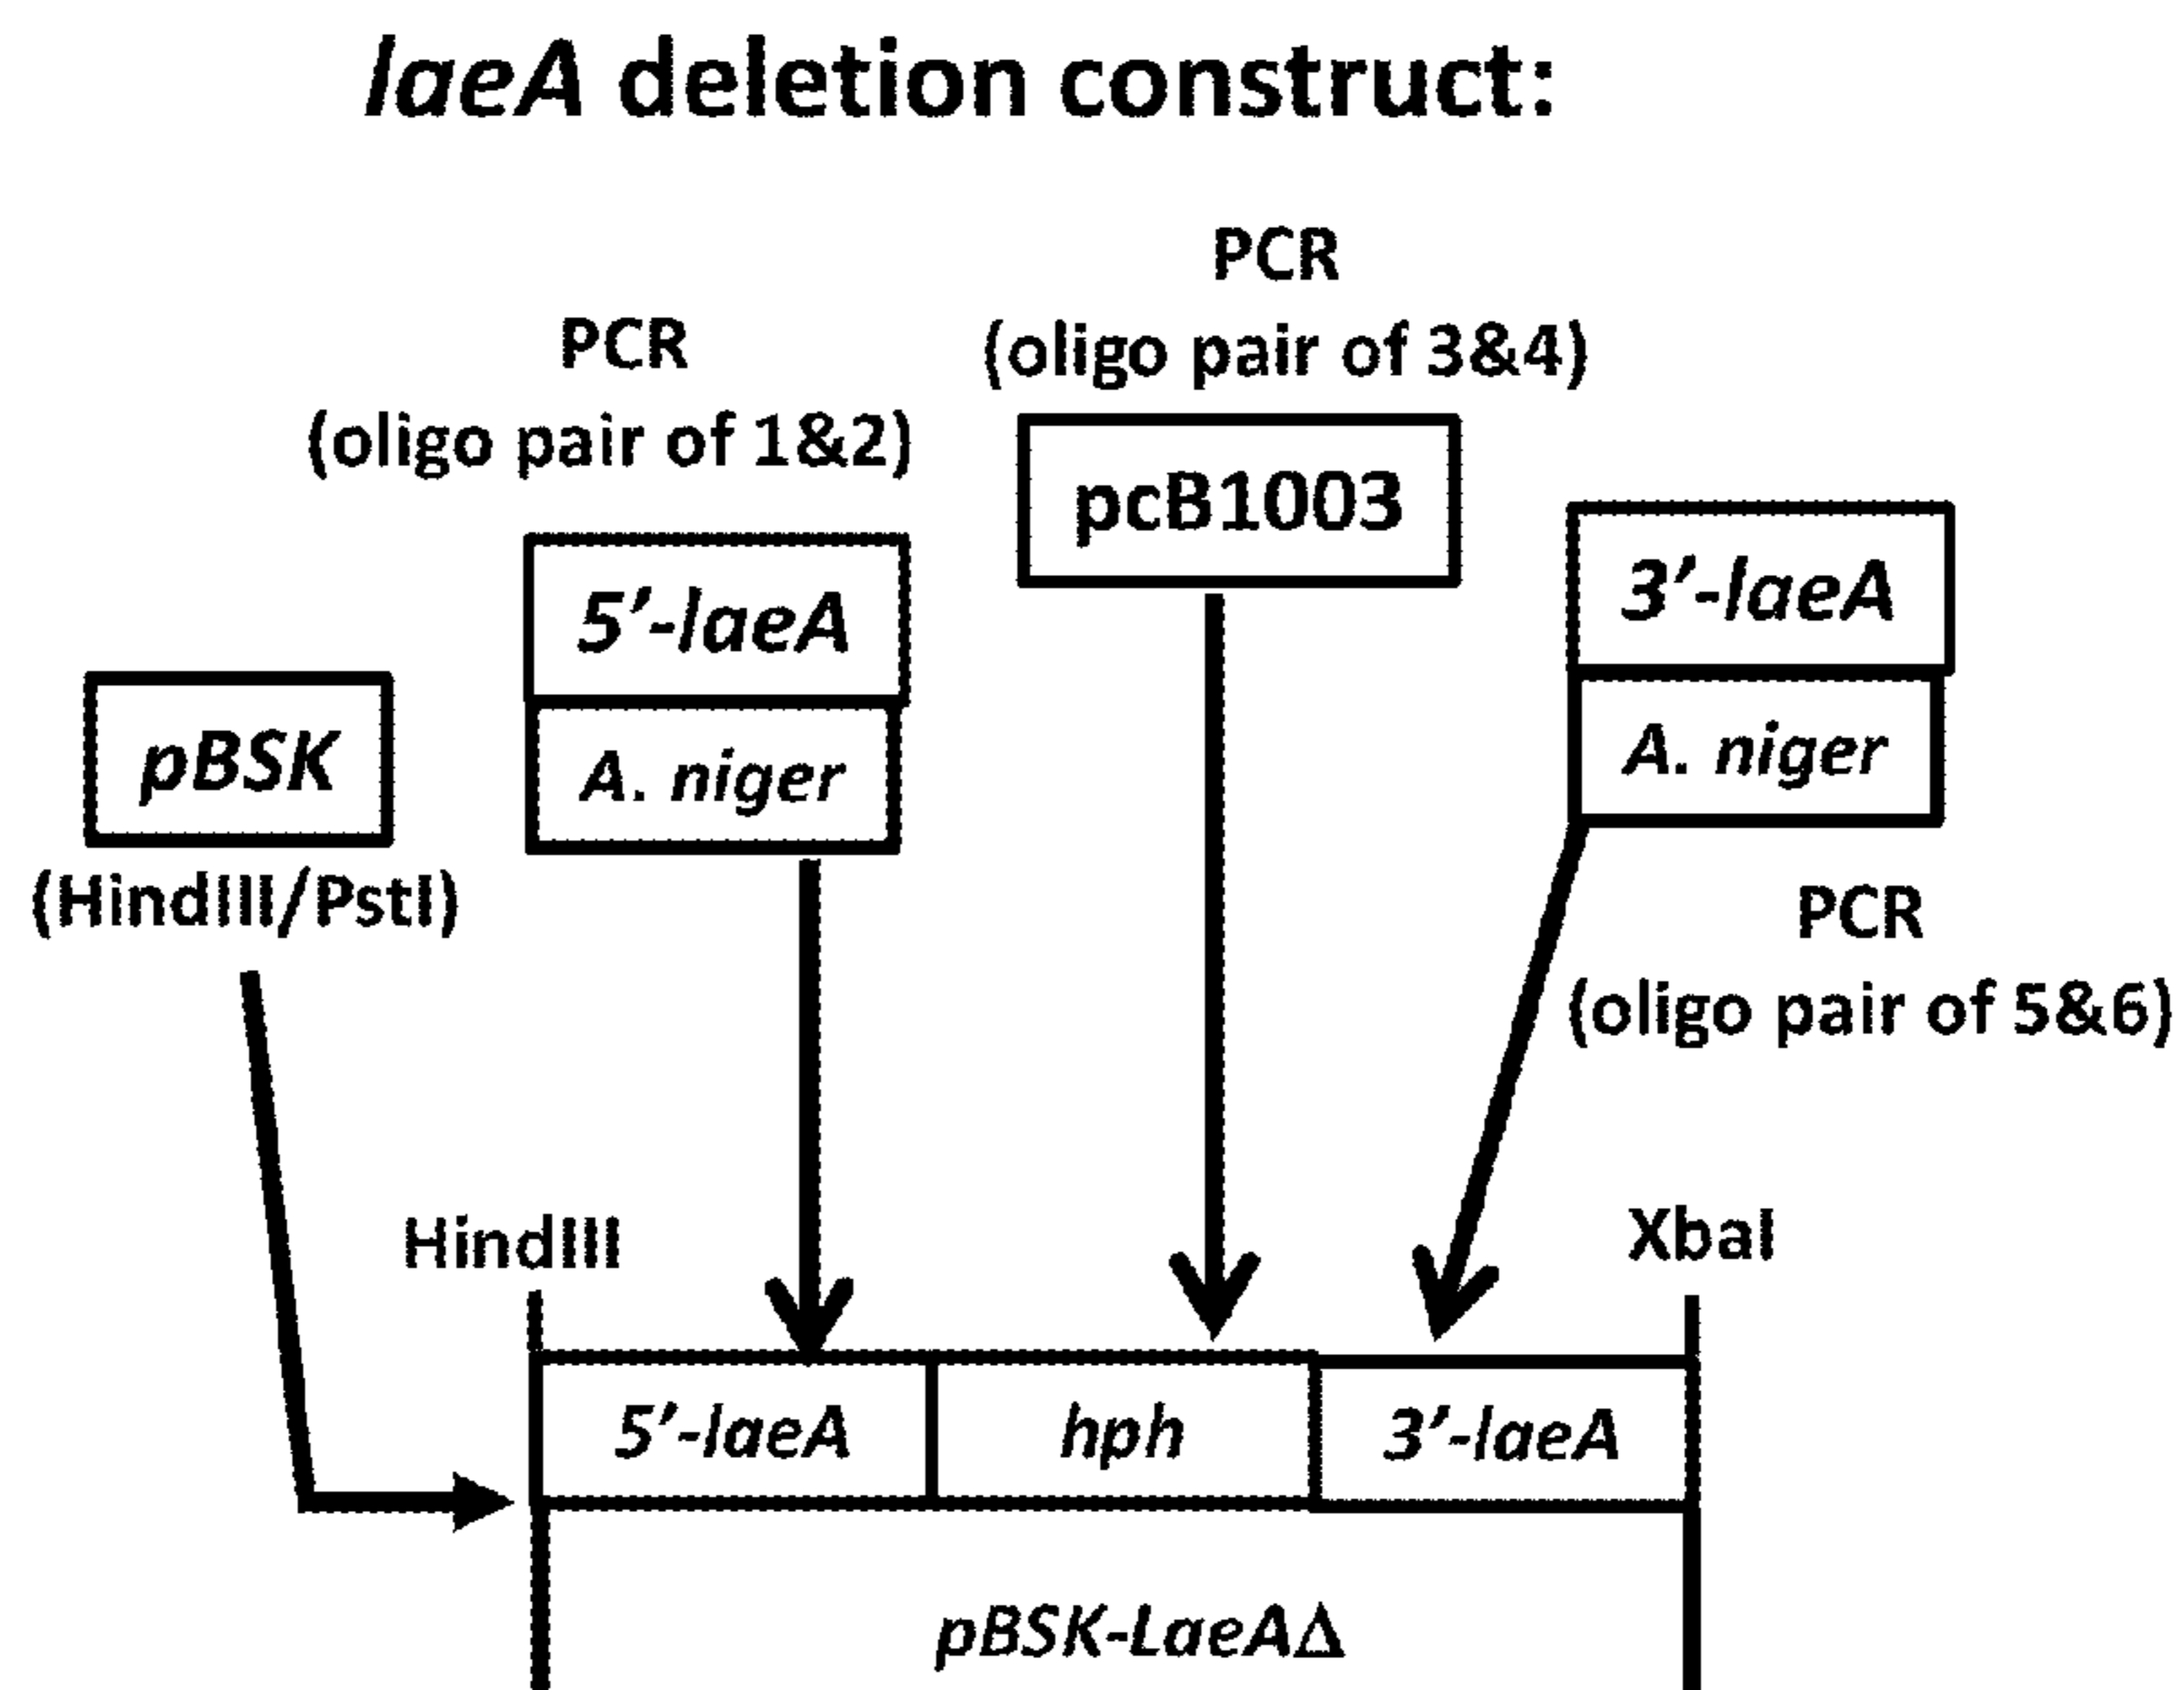 laeA deletion construct:
PCR
(oligo pair of 3&4)
PCR
(oligo pair of 1&2)
pcB1003
5'-laeA
A. niger
3'-laeA
A. niger
pBSK
(HindIII/PstI)
PCR
(oligo pair of 5&6)
HindIII
XbaI
5'-laeA
hph
3'-laeA
pBSK-LaeAΔ